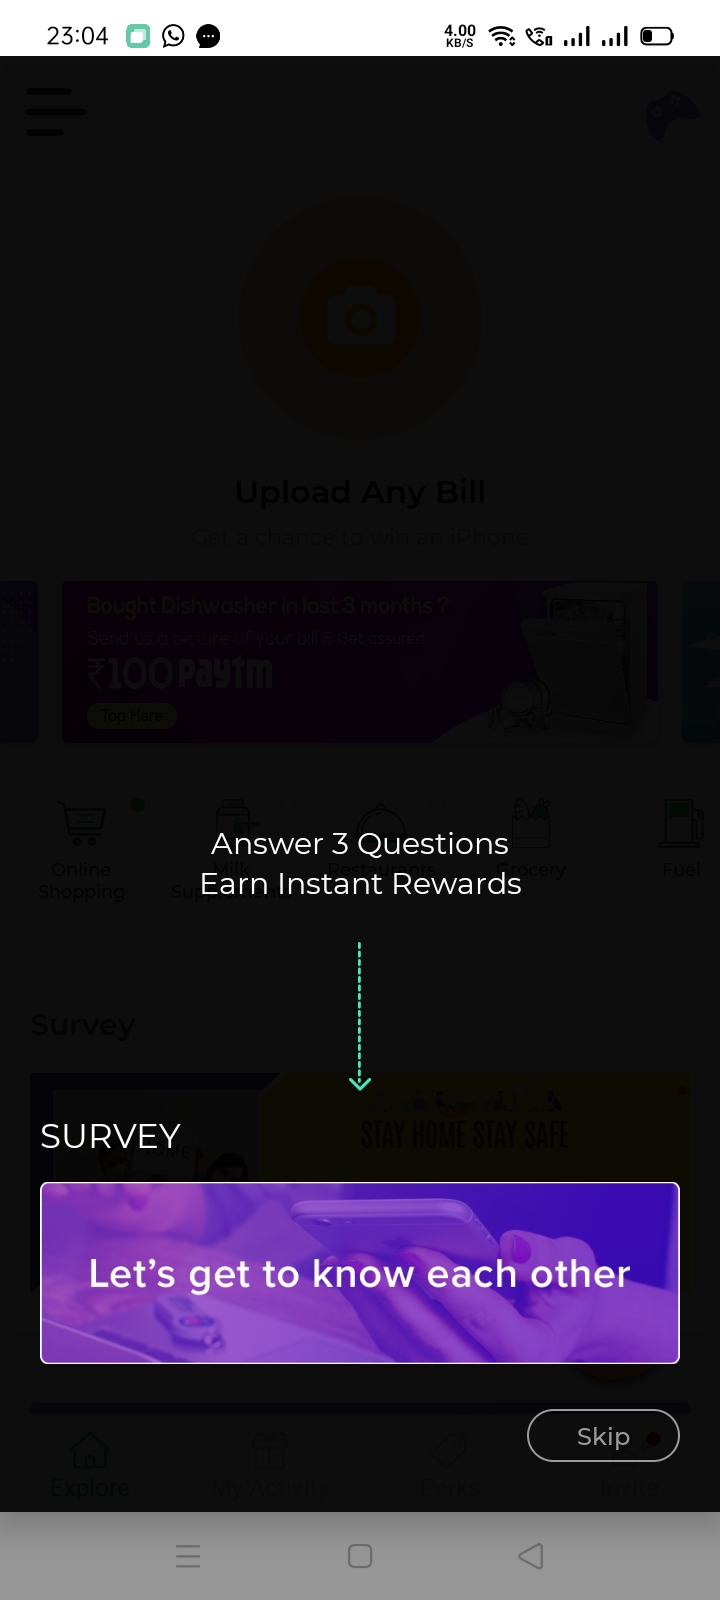 23:04
4.00
KB/S
Upload Any Bill
Get a chance to win an iPhone
Bought Dishwasher in last 3 months ?
Send us a picture of your bill & Get assured
₹100 paytm
Tap Here
Answer 3 Questions
Earn Instant Rewards
Online
Shopping
Milk
Supplements
Restaurants
Grocery
Fuel
Survey
STAY HOME STAY SAFE
SURVEY
Let's get to know each other
Skip
Explore
My Activity
Perks
Invite